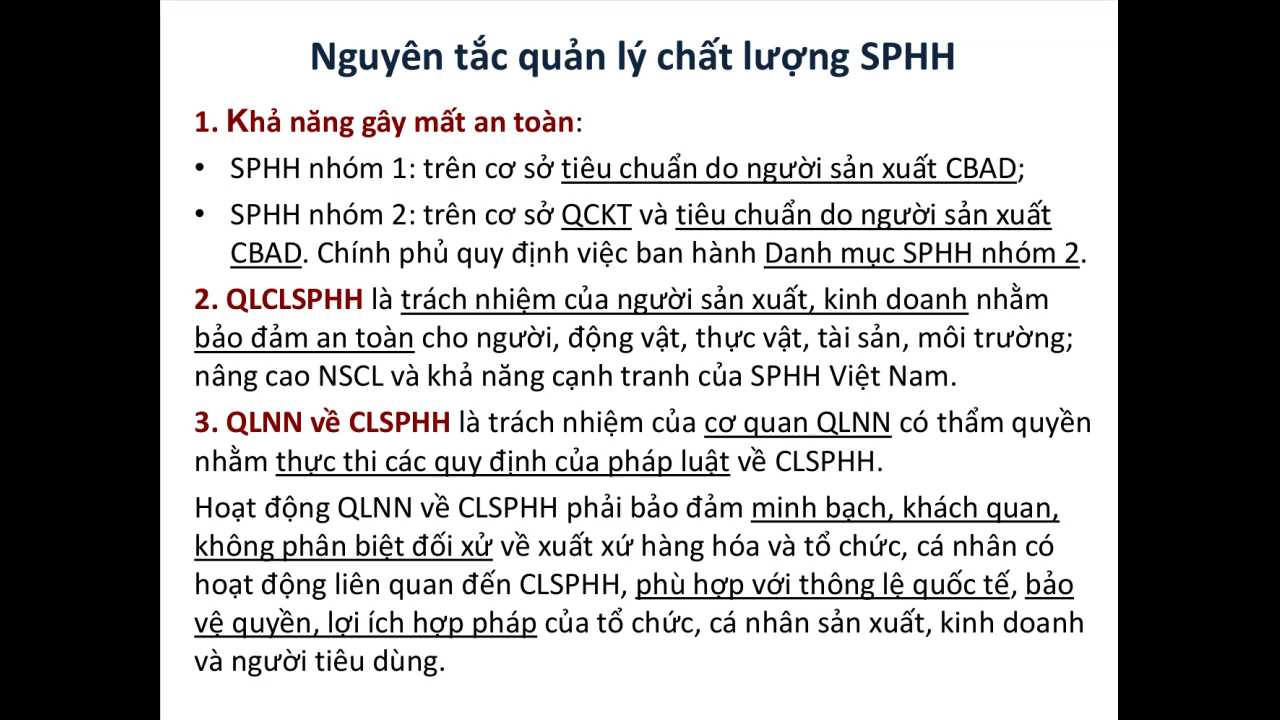 Nguyên tắc quản lý chất lượng SPHH
1. Khả năng gây mất an toàn:
• SPHH nhóm 1: trên cơ sở tiêu chuẩn do người sản xuất CBAD;
• SPHH nhóm 2: trên cơ sở QCKT và tiêu chuẩn do người sản xuất
CBAD. Chính phủ quy định việc ban hành Danh mục SPHH nhóm 2.
2. QLCLSPHH là trách nhiệm của người sản xuất, kinh doanh nhằm
bảo đảm an toàn cho người, động vật, thực vật, tài sản, môi trường;
nâng cao NSCL và khả năng cạnh tranh của SPHH Việt Nam.
3. QLNN về CLSPHH là trách nhiệm của cơ quan QLNN có thẩm quyền
nhằm thực thi các quy định của pháp luật về CLSPHH.
Hoạt động QLNN về CLSPHH phải bảo đảm minh bạch, khách quan,
không phân biệt đối xử về xuất xứ hàng hóa và tổ chức, cá nhân có
hoạt động liên quan đến CLSPHH, phù hợp với thông lệ quốc tế, bảo
vệ quyền, lợi ích hợp pháp của tổ chức, cá nhân sản xuất, kinh doanh
và người tiêu dùng.